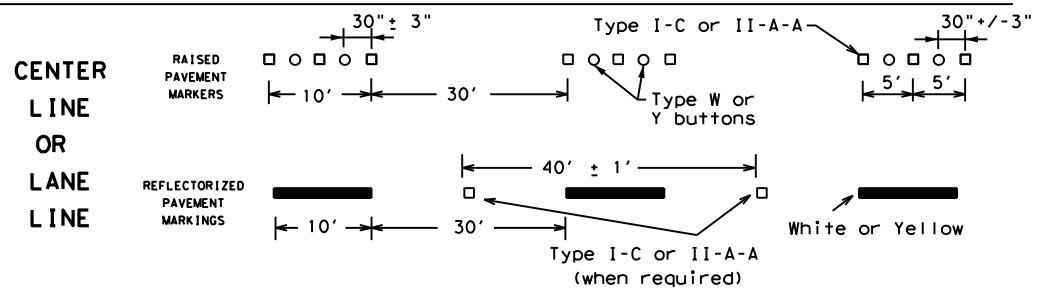 CENTER
LINE
OR
LANE
LINE
RAISED
PAVEMENT
MARKERS
30"± 3"
Type I-C or II-A-A
30"+/-3"
10'
30'
Type W or
Y buttons
5'
5'
REFLECTORIZED
PAVEMENT
MARKINGS
40' ± 1'
10'
30'
Type I-C or II-A-A
(when required)
White or Yellow